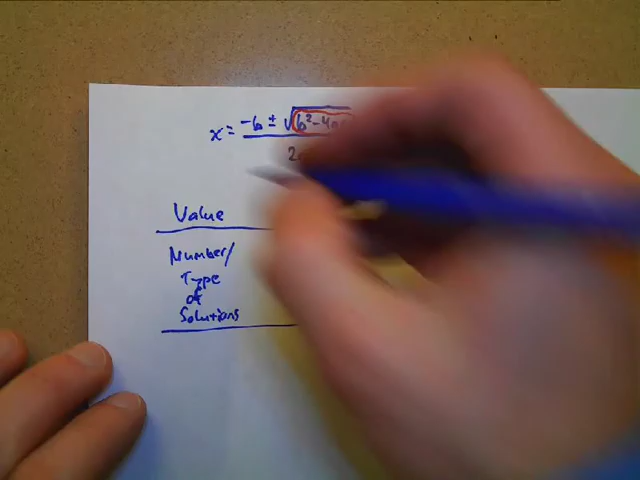 x = -b ± √b² - 4a
2a
Value
Number/
Type
of
Solutions